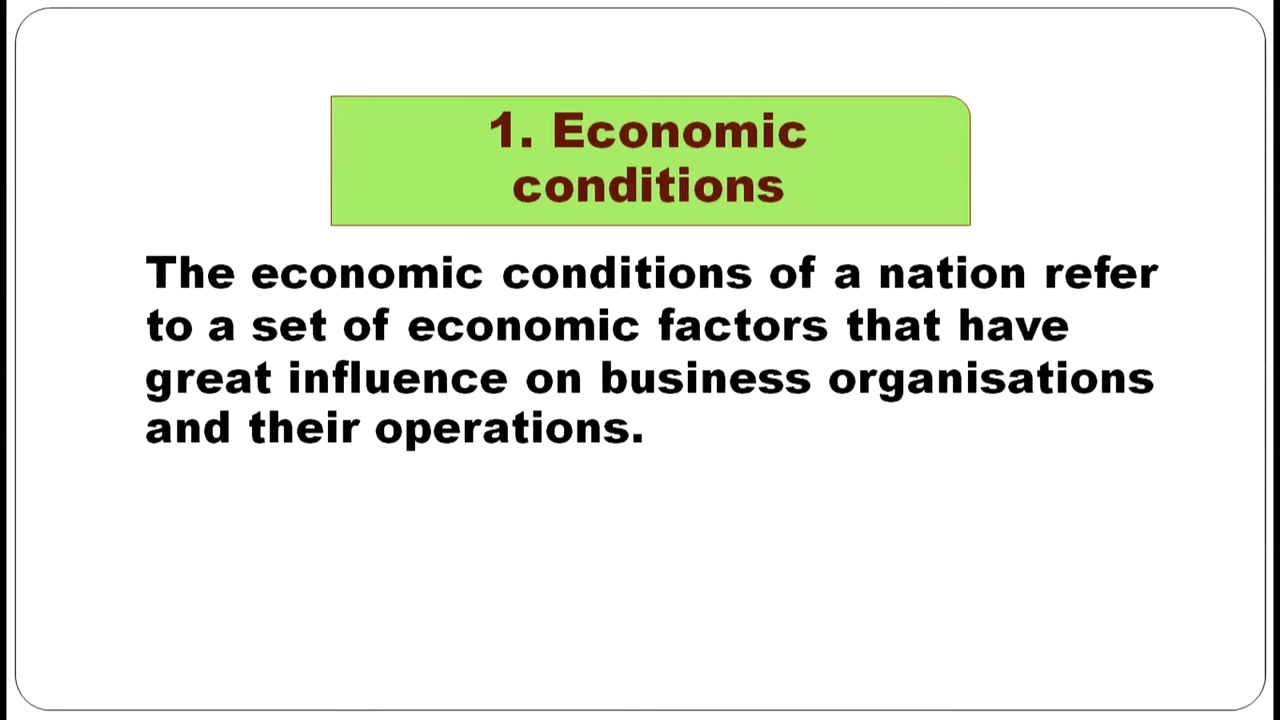 1. Economic
conditions
The economic conditions of a nation refer
to a set of economic factors that have
great influence on business organisations
and their operations.